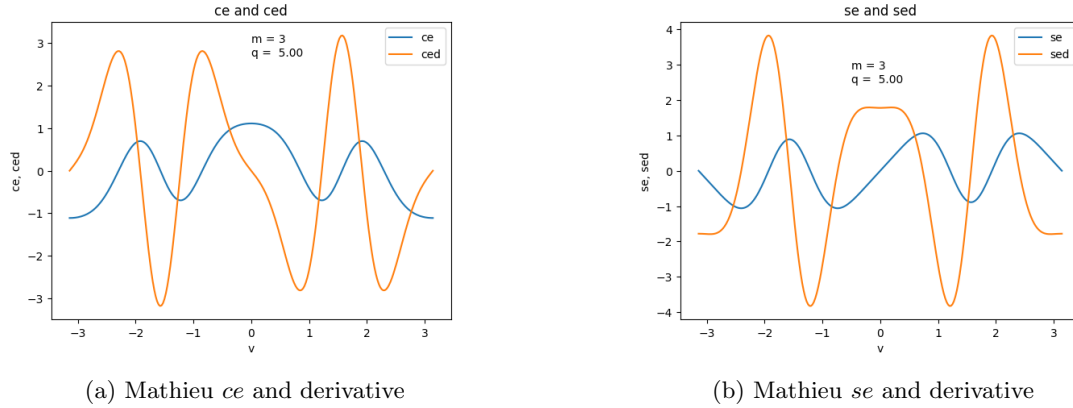 ce and ced
m = 3
q = 5.00
ce
ced
ce, ced
3
2
1
0
−1
−2
−3
−3
−2
−1
0
1
2
3
v
(a) Mathieu ce and derivative
se and sed
m = 3
q = 5.00
se
sed
se, sed
4
3
2
1
0
−1
−2
−3
−4
−3
−2
−1
0
1
2
3
v
(b) Mathieu se and derivative